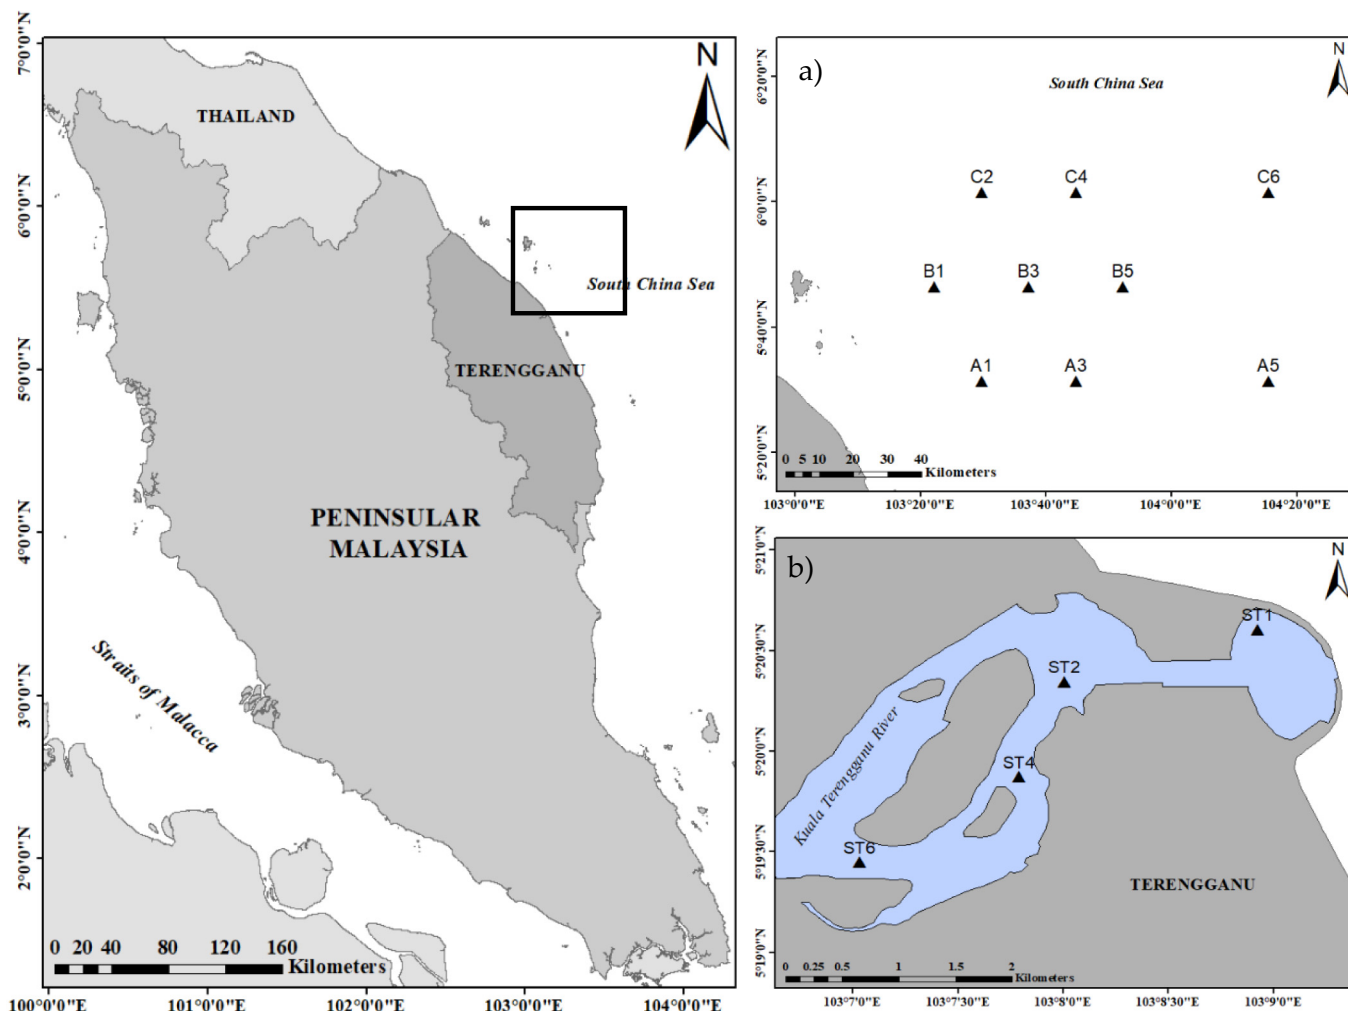 N
THAILAND
South China Sea
TERENGGANU
PENINSULAR
MALAYSIA
Straits of Malacca
7°0'0"N
6°0'0"N
5°0'0"N
4°0'0"N
3°0'0"N
2°0'0"N
0 20 40 80 120 160
Kilometers
100°0'0"E 101°0'0"E 102°0'0"E 103°0'0"E 104°0'0"E
a)
South China Sea
N
C2 C4 C6
B1 B3 B5
A1 A3 A5
6°20'0"N
6°0'0"N
5°40'0"N
5°20'0"N
0 5 10 20 30 40
Kilometers
103°0'0"E 103°20'0"E 103°40'0"E 104°0'0"E 104°20'0"E
b)
N
ST1
ST2
ST4
ST6
Kuala Terengganu River
TERENGGANU
5°21'0"N
5°20'30"N
5°20'0"N
5°19'30"N
5°19'0"N
0 0.25 0.5 1 1.5 2
Kilometers
103°7'0"E 103°7'30"E 103°8'0"E 103°8'30"E 103°9'0"E